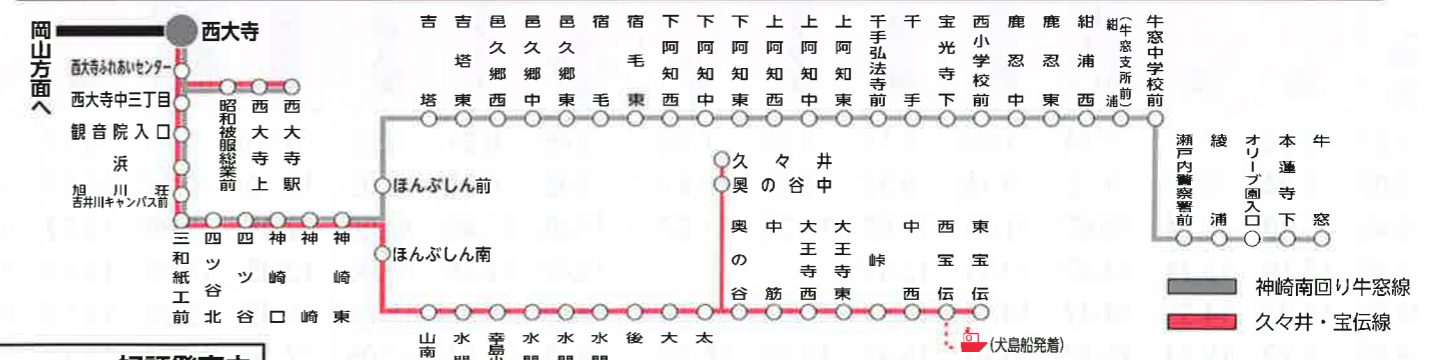 岡山方面へ
西大寺
西大寺ふれあいセンター
西大寺中三丁目
観音院入口
浜
旭川荘
吉井川キャンパス前
昭和被服総業前
西大寺上
西大寺駅
三和紙工前
四ツ谷北
四ツ谷
神崎口
神崎
神崎東
ほんぶしん前
ほんぶしん南
吉塔
吉塔東
邑久郷西
邑久郷中
邑久郷東
宿毛
宿毛東
下阿知西
下阿知中
下阿知東
上阿知西
上阿知中
上阿知東
千手弘法寺前
千手
宝光寺下
西小学校前
鹿忍中
鹿忍東
紺浦西
紺浦
(牛窓支所前)
牛窓中学校前
瀬戸内警察署前
綾浦
オリーブ園入口
本蓮寺下
牛窓
久々井
奥の谷中
奥の谷
中筋
大王寺西
大王寺東
峠
中西
西宝伝
東宝伝
(犬島船発着)
山南
水門
幸島小
水門
水門
後
大
太
神崎南回り牛窓線
久々井・宝伝線